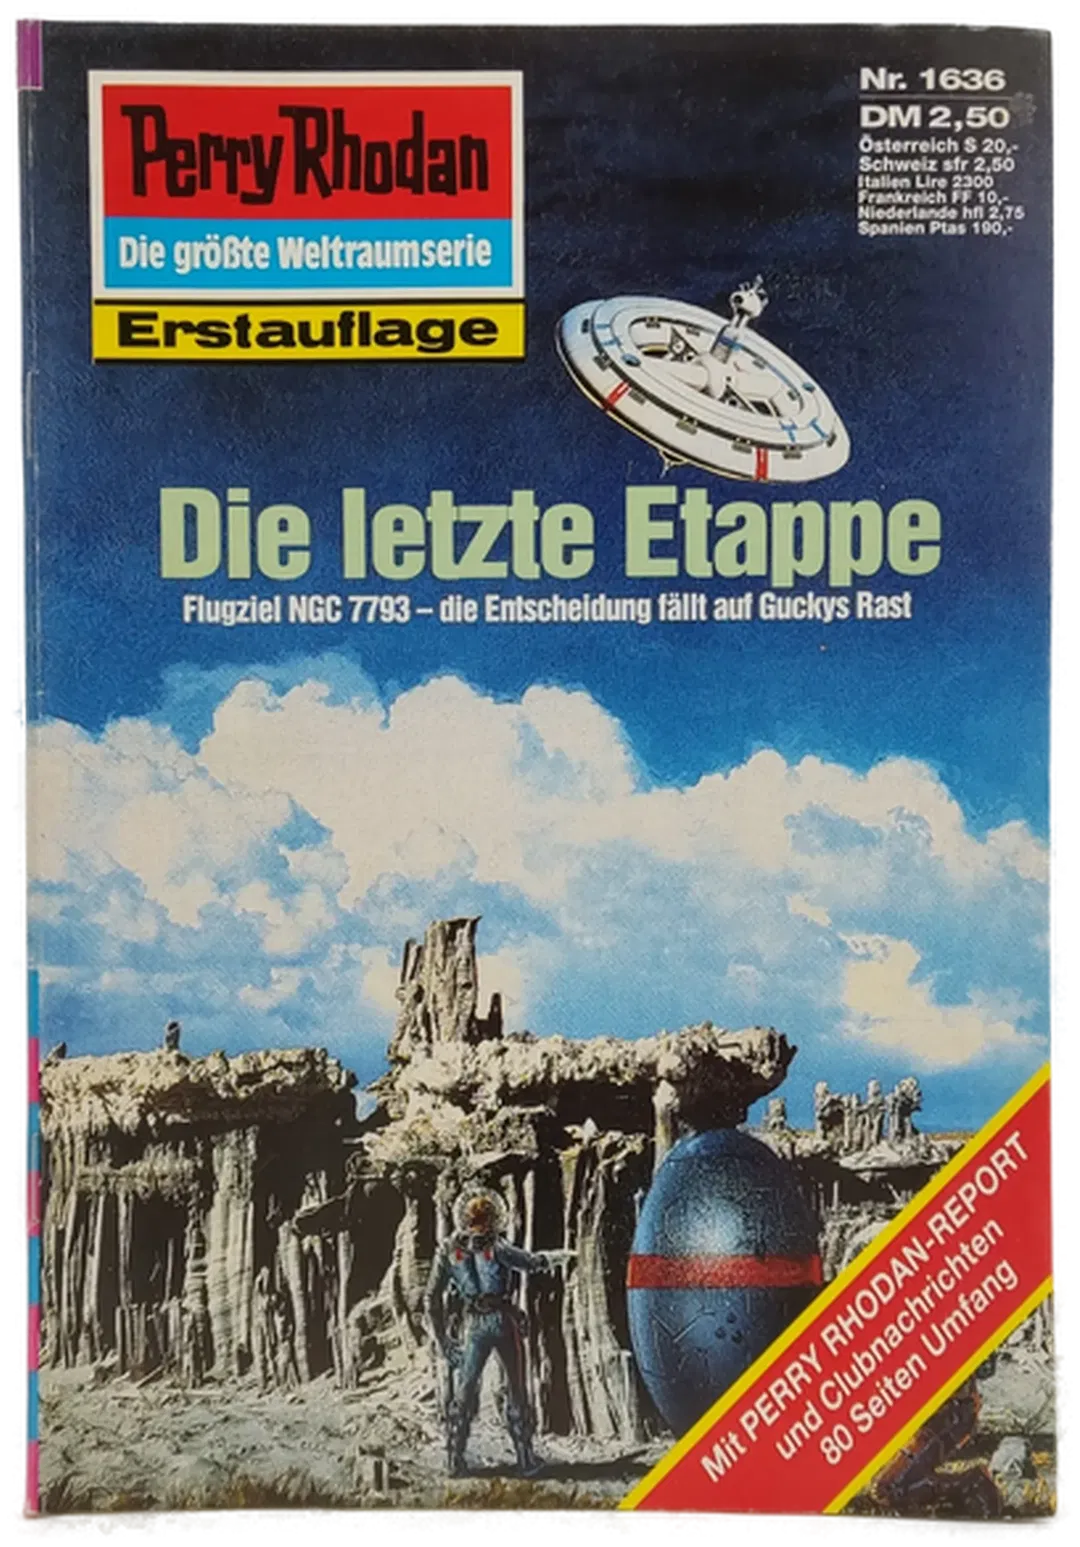 Perry Rhodan
Die größte Weltraumserie
Erstauflage
Nr. 1636
DM 2,50
Österreich S 20,-
Schweiz sfr 2,50
Italien Lire 2300
Frankreich FF 10,-
Niederlande hfl 2,75
Spanien Ptas 190,-
Die letzte Etappe
Flugziel NGC 7793 – die Entscheidung fällt auf Guckys Rast
Mit PERRY RHODAN-REPORT
und Clubnachrichten
80 Seiten Umfang